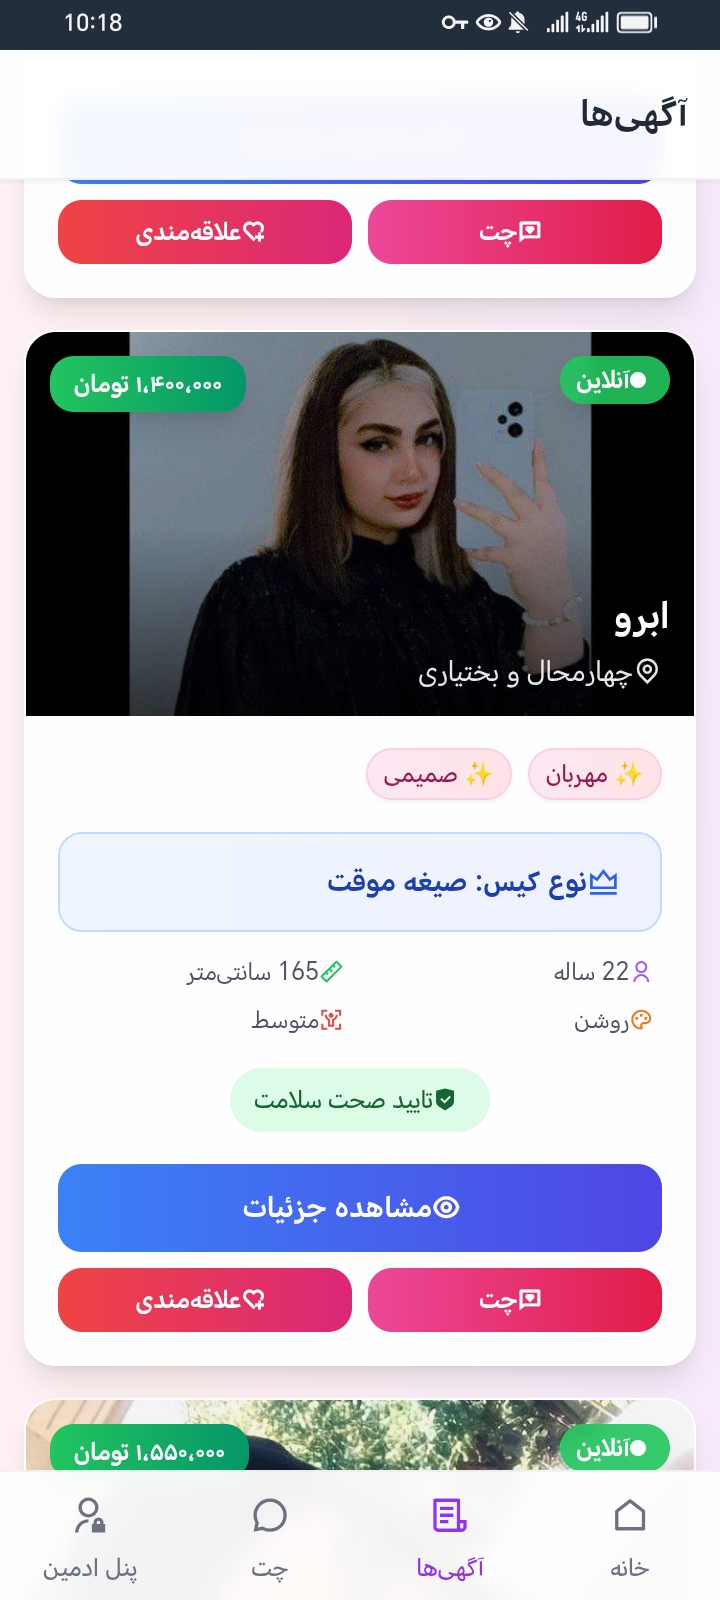 10:18
4G
آگهی‌ها
چت
علاقه‌مندی
آنلاین
۱،۴۰۰،۰۰۰ تومان
ابرو
چهارمحال و بختیاری
✨ مهربان
✨ صمیمی
نوع کیس: صیغه موقت
22 ساله
165 سانتی‌متر
روشن
متوسط
تایید صحت سلامت
مشاهده جزئیات
چت
علاقه‌مندی
آنلاین
۱،۵۵۰،۰۰۰ تومان
خانه
آگهی‌ها
چت
پنل ادمین